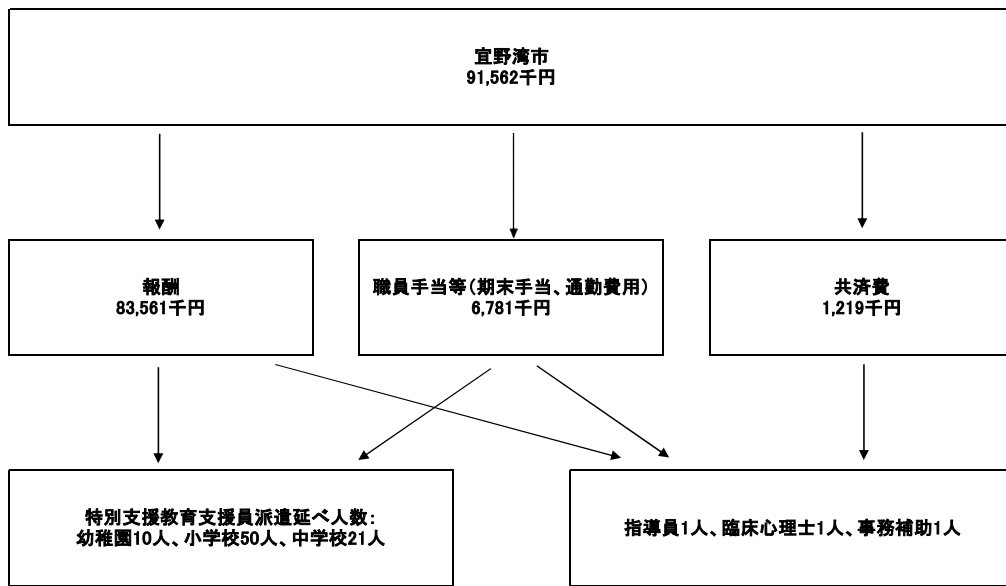 宜野湾市
91,562千円
報酬
83,561千円
職員手当等(期末手当、通勤費用)
6,781千円
共済費
1,219千円
特別支援教育支援員派遣延べ人数:
幼稚園10人、小学校50人、中学校21人
指導員1人、臨床心理士1人、事務補助1人